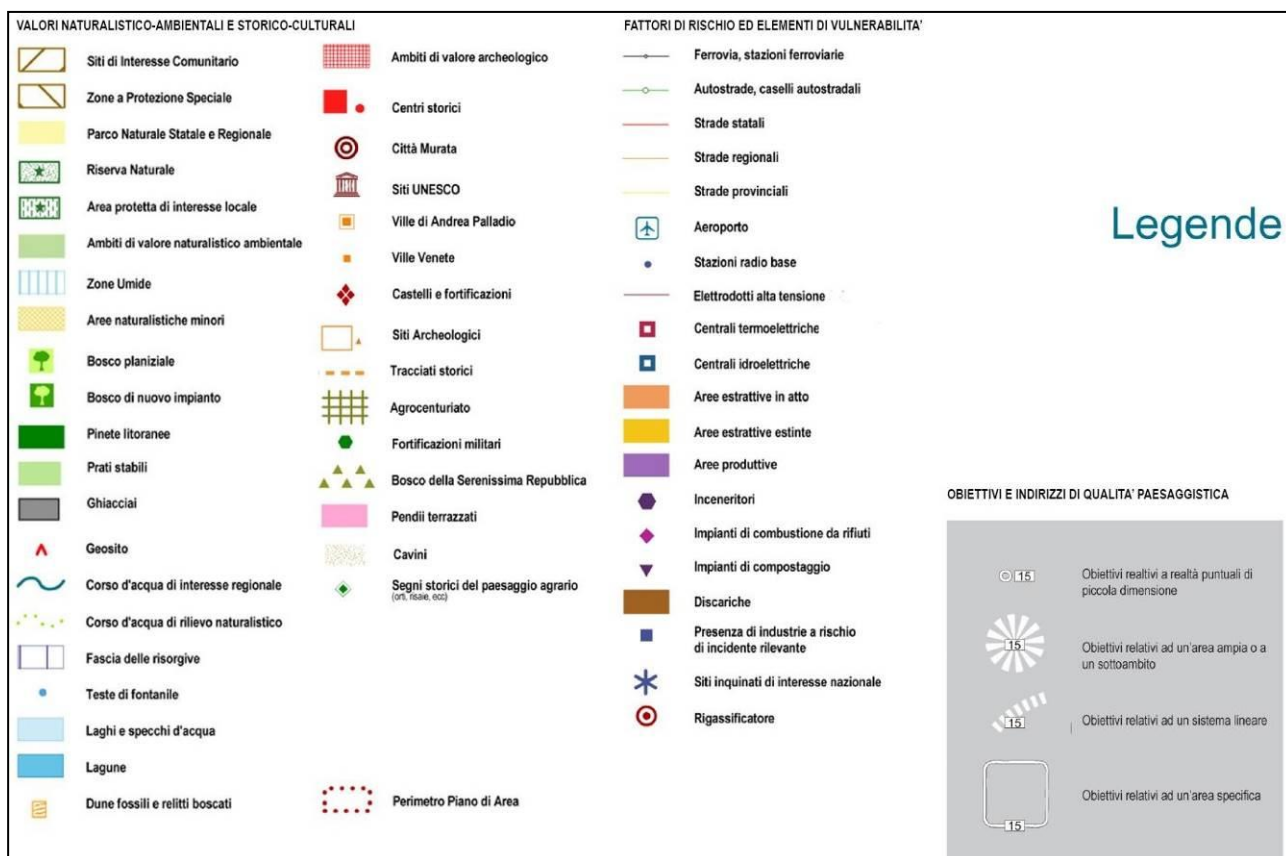 VALORI NATURALISTICO-AMBIENTALI E STORICO-CULTURALI
Siti di Interesse Comunitario
Zone a Protezione Speciale
Parco Naturale Statale e Regionale
Riserva Naturale
Area protetta di interesse locale
Ambiti di valore naturalistico ambientale
Zone Umide
Aree naturalistiche minori
Bosco planiziale
Bosco di nuovo impianto
Pinete litoranee
Prati stabili
Ghiacciai
Geosito
Corso d'acqua di interesse regionale
Corso d'acqua di rilievo naturalistico
Fascia delle risorgive
Teste di fontanile
Laghi e specchi d'acqua
Lagune
Dune fossili e relitti boscati
Ambiti di valore archeologico
Centri storici
Città Murata
Siti UNESCO
Ville di Andrea Palladio
Ville Venete
Castelli e fortificazioni
Siti Archeologici
Tracciati storici
Agrocenturiato
Fortificazioni militari
Bosco della Serenissima Repubblica
Pendii terrazzati
Cavini
Segni storici del paesaggio agrario
(orti, risaie, ecc)
Perimetro Piano di Area
FATTORI DI RISCHIO ED ELEMENTI DI VULNERABILITA'
Ferrovia, stazioni ferroviarie
Autostrade, caselli autostradali
Strade statali
Strade regionali
Strade provinciali
Aeroporto
Stazioni radio base
Elettrodotti alta tensione
Centrali termoelettriche
Centrali idroelettriche
Aree estrattive in atto
Aree estrattive estinte
Aree produttive
Inceneritori
Impianti di combustione da rifiuti
Impianti di compostaggio
Discariche
Presenza di industrie a rischio
di incidente rilevante
Siti inquinati di interesse nazionale
Rigassificatore
Legende
OBIETTIVI E INDIRIZZI DI QUALITA' PAESAGGISTICA
15
Obiettivi realtivi a realtà puntuali di
piccola dimensione
15
Obiettivi relativi ad un'area ampia o a
un sottoambito
15
Obiettivi relativi ad un sistema lineare
Obiettivi relativi ad un'area specifica
15